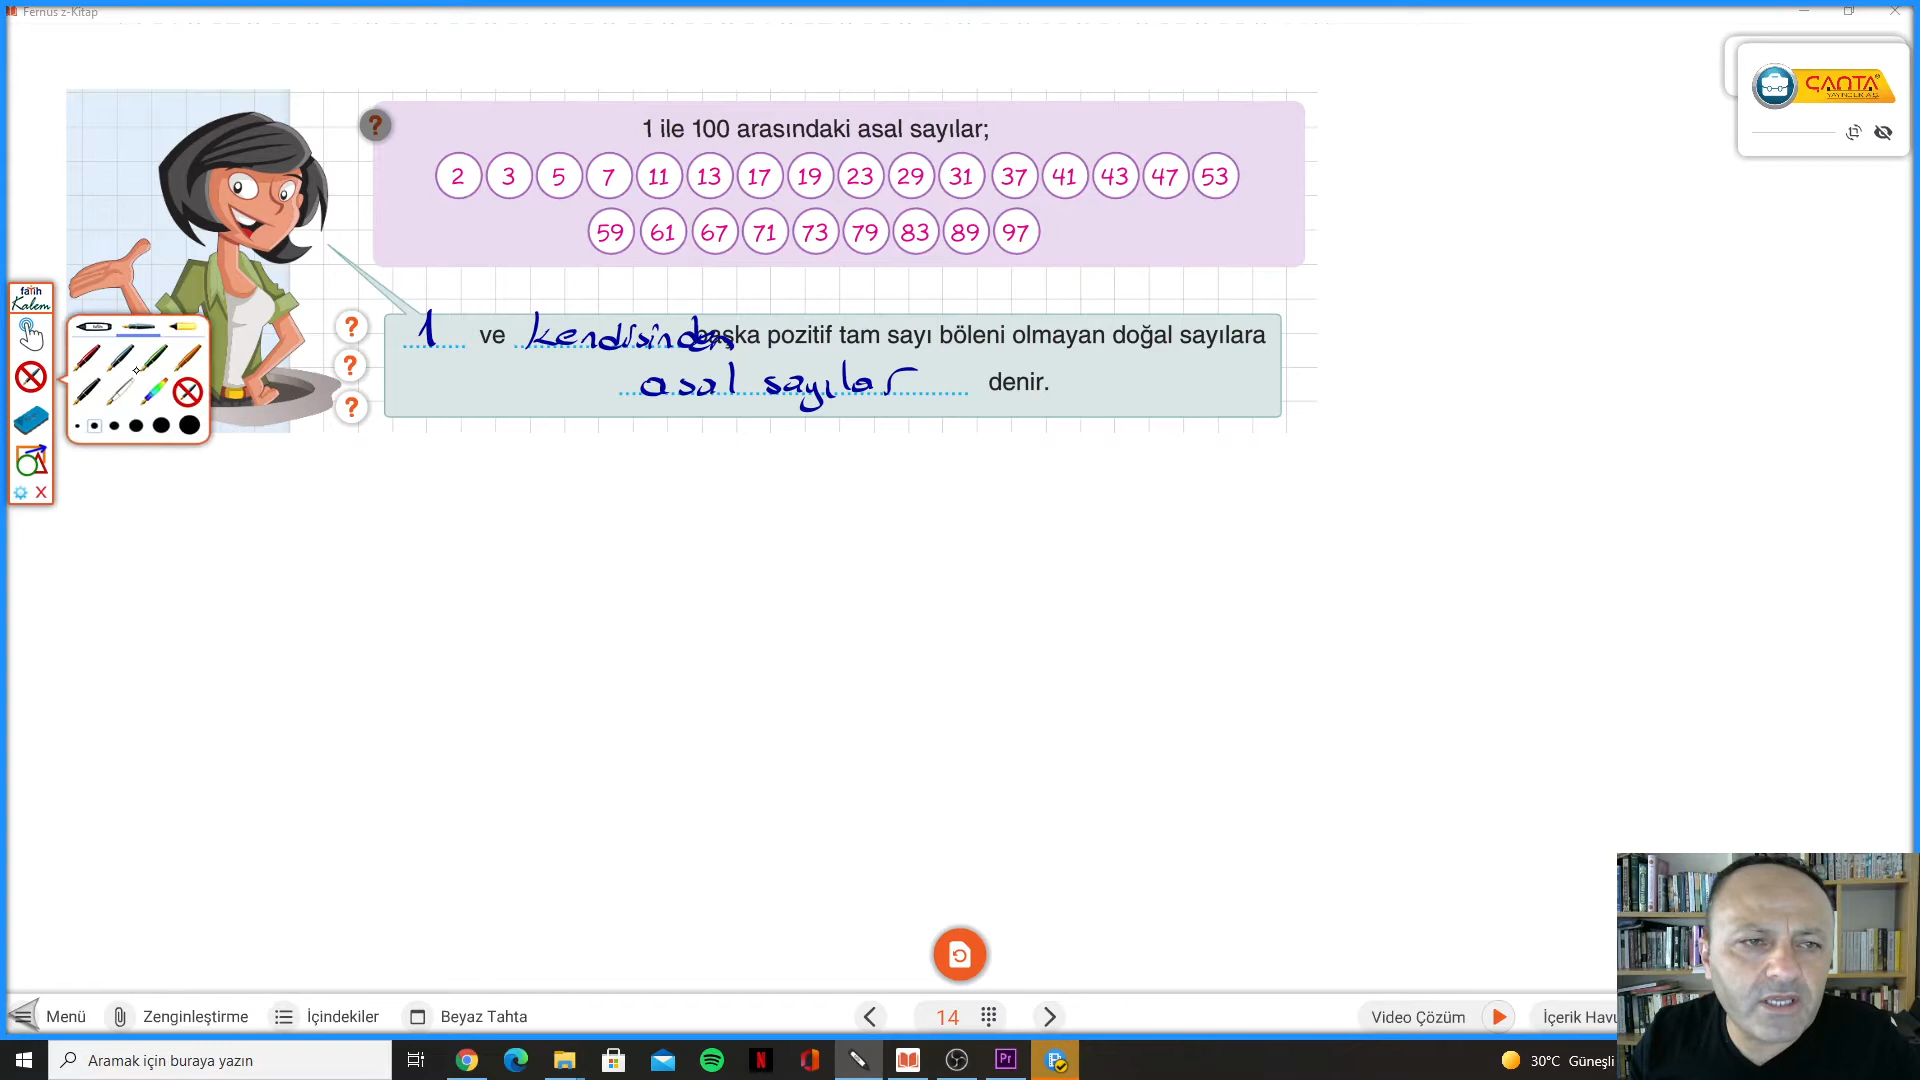 Fernus z-Kitap
ÇANTA
YAYINCILIK A.Ş.
? 1 ile 100 arasındaki asal sayılar;
2 3 5 7 11 13 17 19 23 29 31 37 41 43 47 53
59 61 67 71 73 79 83 89 97
fatih
Kalem
? 1 ve kendisinden başka pozitif tam sayı böleni olmayan doğal sayılara
?
asal sayılar denir.
?
X
Menü Zenginleştirme İçindekiler Beyaz Tahta 14 Video Çözüm İçerik Havu
Aramak için buraya yazın N Pr 30°C Güneşli